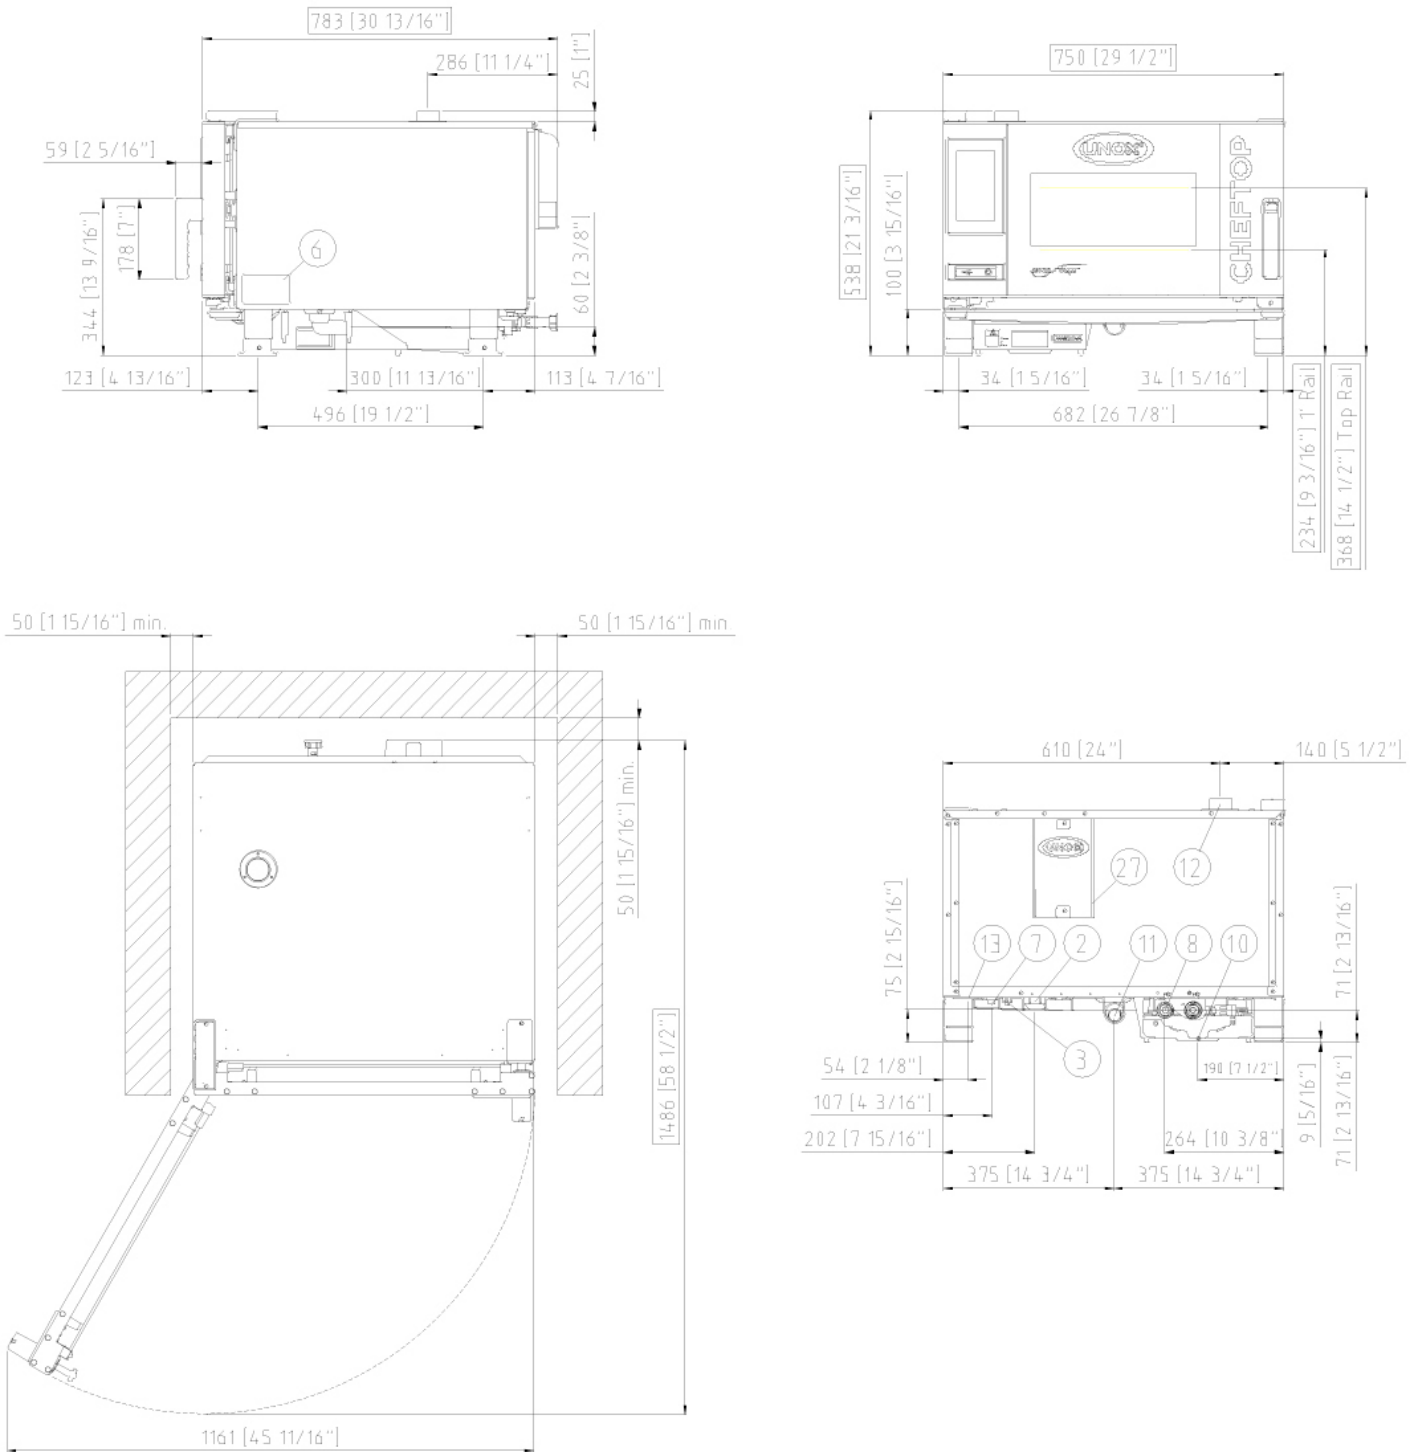 783 [30 13/16"]
286 [11 1/4"]
25 [1"]
59 [2 5/16"]
178 [7"]
344 [13 9/16"]
6
60 [2 3/8"]
123 [4 13/16"]
300 [11 13/16"]
113 [4 7/16"]
496 [19 1/2"]
750 [29 1/2"]
538 [21 3/16"]
100 [3 15/16"]
UNOX
CHEFTOP
34 [1 5/16"]
34 [1 5/16"]
682 [26 7/8"]
234 [9 3/16"] 1' Rail
368 [14 1/2"] Top Rail
50 [1 15/16"] min.
50 [1 15/16"] min
50 [1 15/16"] min.
1486 [58 1/2"]
1161 [45 11/16"]
610 [24"]
140 [5 1/2"]
UNOX
27
12
75 [2 15/16"]
13
7
2
11
8
10
71 [2 13/16"]
3
54 [2 1/8"]
190 [7 1/2"]
107 [4 3/16"]
9 [5/16"]
71 [2 13/16"]
202 [7 15/16"]
264 [10 3/8"]
375 [14 3/4"]
375 [14 3/4"]